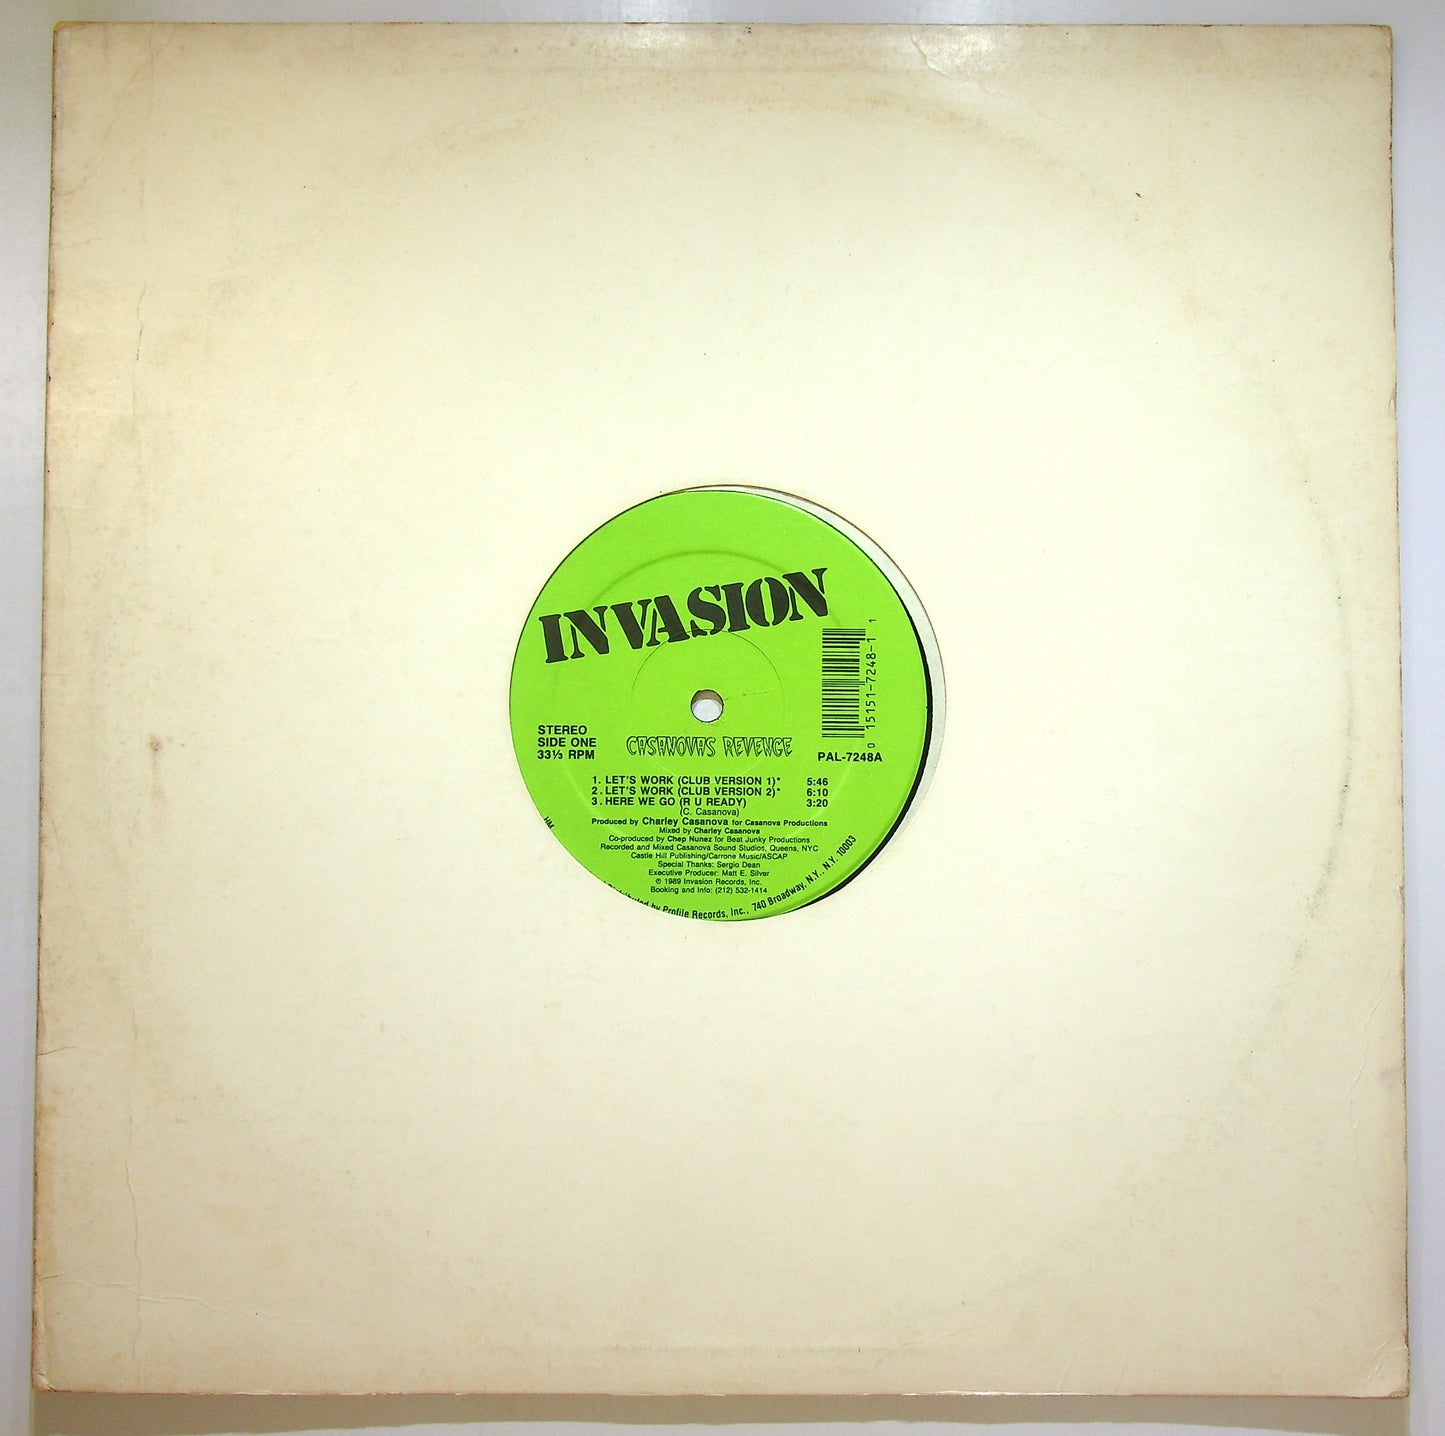 INVASION
STEREO
SIDE ONE
33⅓ RPM
CASANOVAS REVENGE
0 15151-7248-1 1
PAL-7248A
1. LET'S WORK (CLUB VERSION 1)* 5:46
2. LET'S WORK (CLUB VERSION 2)* 6:10
3. HERE WE GO (R U READY) 3:20
(C. Casanova)
Produced by Charley Casanova for Casanova Productions
Mixed by Charley Casanova
Co-produced by Chep Nunez for Beat Junky Productions
Recorded and Mixed Casanova Sound Studios, Queens, NYC
Castle Hill Publishing/Carrone Music/ASCAP
Special Thanks: Sergio Dean
Executive Producer: Matt E. Silver
℗ 1989 Invasion Records, Inc.
Booking and Info: (212) 532-1414
HM
by Profile Records, Inc., 740 Broadway, N.Y., N.Y. 10003